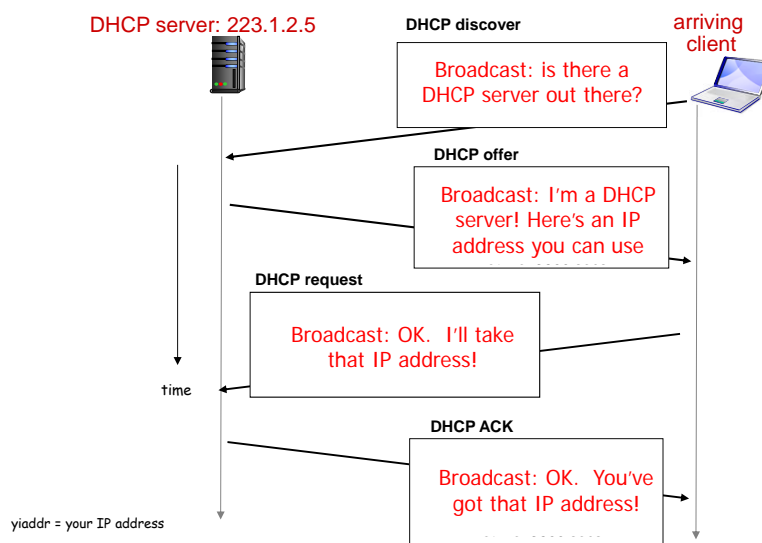 DHCP server: 223.1.2.5
DHCP discover
arriving
client
Broadcast: is there a
DHCP server out there?
DHCP offer
Broadcast: I'm a DHCP
server! Here's an IP
address you can use
DHCP request
Broadcast: OK. I'll take
that IP address!
time
DHCP ACK
Broadcast: OK. You've
got that IP address!
yiaddr = your IP address